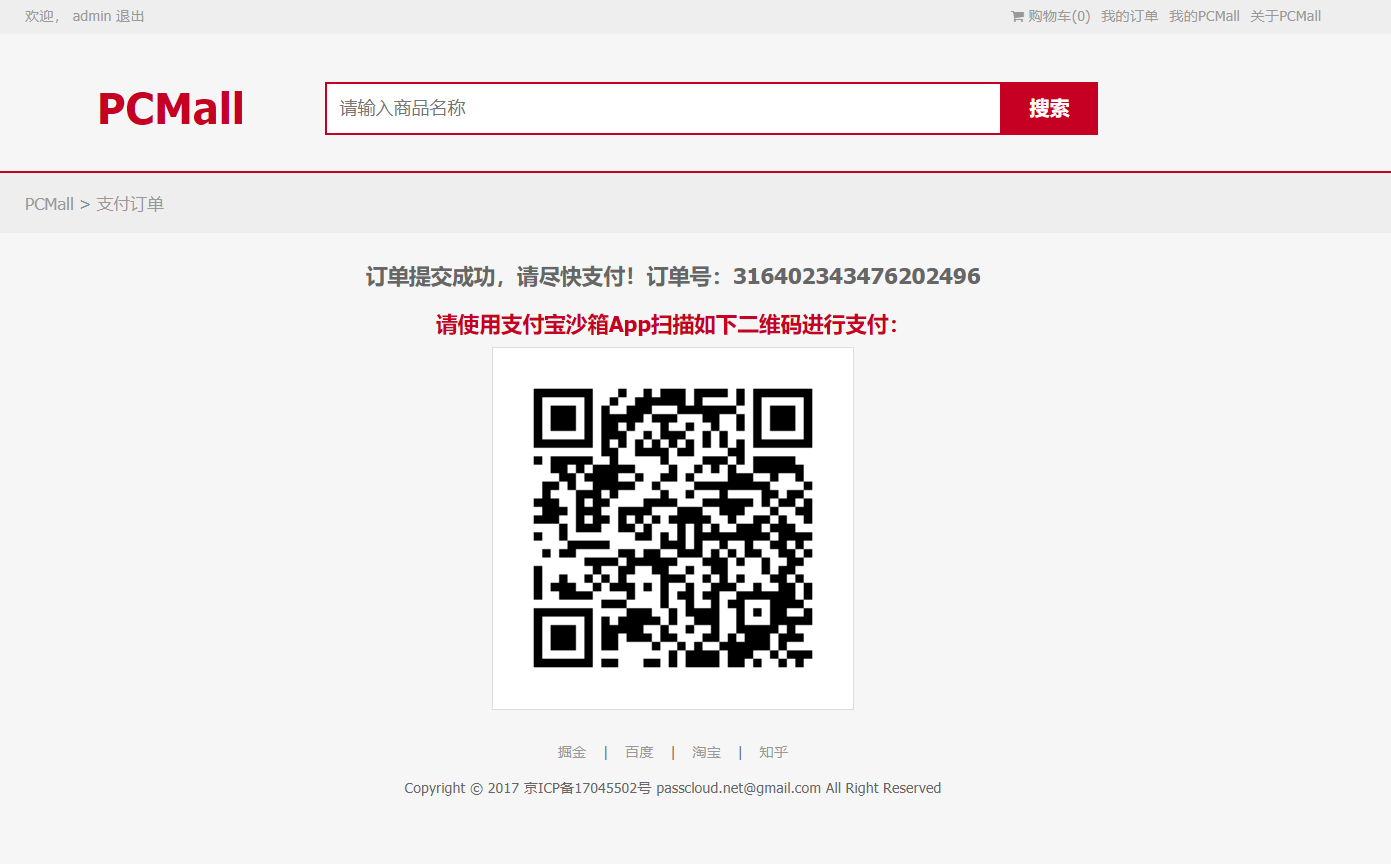 欢迎， admin 退出
购物车(0) 我的订单 我的PCMall 关于PCMall
PCMall
请输入商品名称
搜索
PCMall > 支付订单
订单提交成功，请尽快支付！订单号：316402343476202496
请使用支付宝沙箱App扫描如下二维码进行支付：
掘金 | 百度 | 淘宝 | 知乎
Copyright © 2017 京ICP备17045502号 passcloud.net@gmail.com All Right Reserved